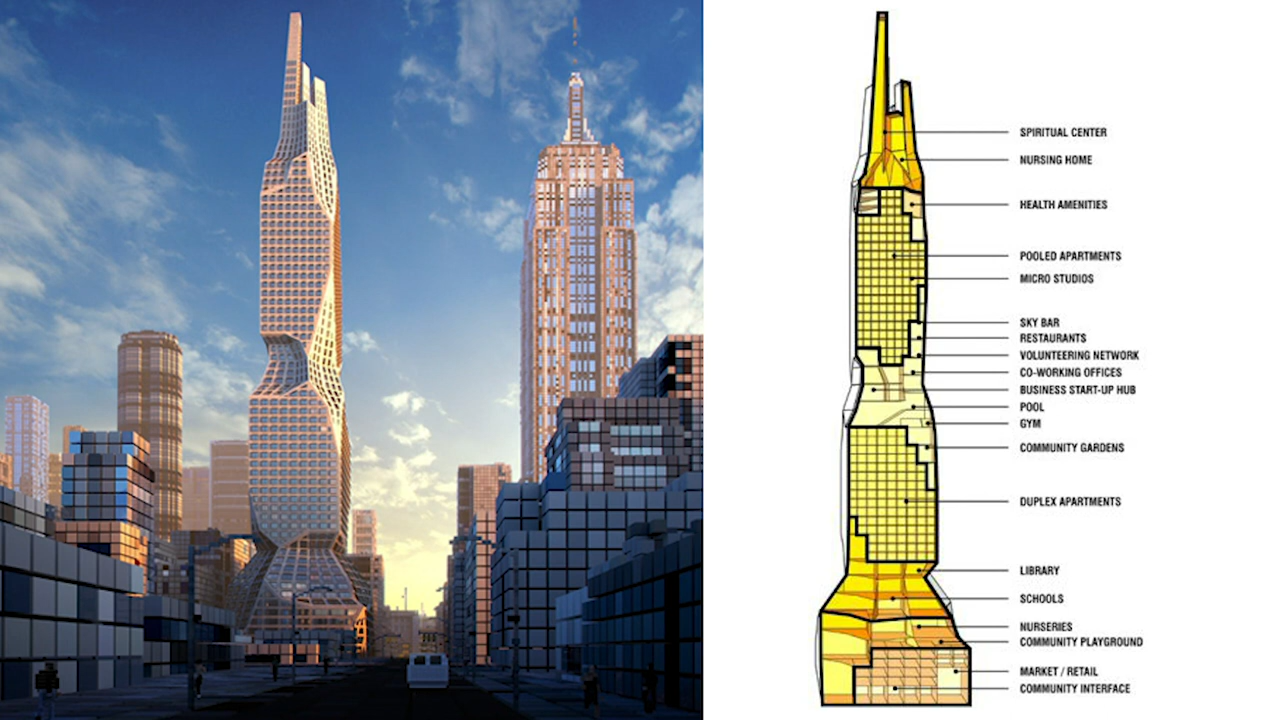 SPIRITUAL CENTER
NURSING HOME
HEALTH AMENITIES
POOLED APARTMENTS
MICRO STUDIOS
SKY BAR
RESTAURANTS
VOLUNTEERING NETWORK
CO-WORKING OFFICES
BUSINESS START-UP HUB
POOL
GYM
COMMUNITY GARDENS
DUPLEX APARTMENTS
LIBRARY
SCHOOLS
NURSERIES
COMMUNITY PLAYGROUND
MARKET / RETAIL
COMMUNITY INTERFACE